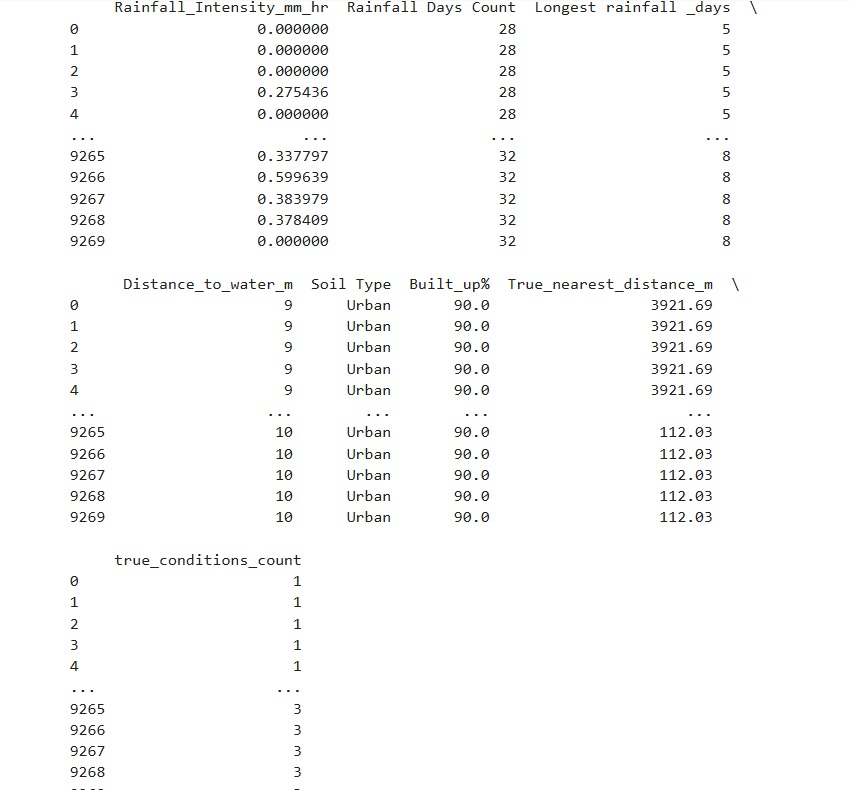 Rainfall_Intensity_mm_hr  Rainfall Days Count  Longest rainfall _days  \
0 0.000000 28 5
1 0.000000 28 5
2 0.000000 28 5
3 0.275436 28 5
4 0.000000 28 5
... ... ... ...
9265 0.337797 32 8
9266 0.599639 32 8
9267 0.383979 32 8
9268 0.378409 32 8
9269 0.000000 32 8
Distance_to_water_m  Soil Type  Built_up%  True_nearest_distance_m  \
0 9 Urban 90.0 3921.69
1 9 Urban 90.0 3921.69
2 9 Urban 90.0 3921.69
3 9 Urban 90.0 3921.69
4 9 Urban 90.0 3921.69
... ... ... ... ...
9265 10 Urban 90.0 112.03
9266 10 Urban 90.0 112.03
9267 10 Urban 90.0 112.03
9268 10 Urban 90.0 112.03
9269 10 Urban 90.0 112.03
true_conditions_count
0 1
1 1
2 1
3 1
4 1
... ...
9265 3
9266 3
9267 3
9268 3